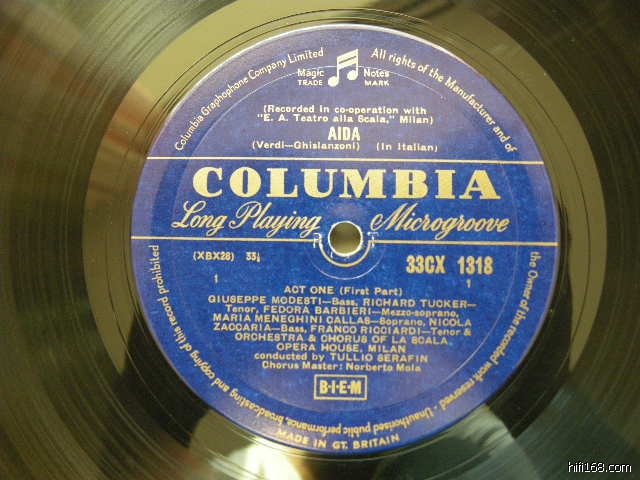 Columbia Graphophone Company Limited
All rights of the Manufacturer and of the Owner of the recorded work reserved - Unauthorised public performance, broadcasting and copying of this record prohibited
Magic Notes
TRADE MARK
(Recorded in co-operation with
"E. A. Teatro alla Scala," Milan)
AIDA
(Verdi—Ghislanzoni) (In Italian)
COLUMBIA
Long Playing Microgroove
(XBX28) 33⅓ 33CX 1318
1 1
ACT ONE (First Part)
GIUSEPPE MODESTI—Bass, RICHARD TUCKER—
Tenor, FEDORA BARBIERI—Mezzo-soprano,
MARIA MENEGHINI CALLAS—Soprano, NICOLA
ZACCARIA—Bass, FRANCO RICCIARDI—Tenor &
ORCHESTRA & CHORUS OF LA SCALA
OPERA HOUSE, MILAN
conducted by TULLIO SERAFIN
Chorus Master: Norberto Mola
B·I·E·M
MADE IN GT. BRITAIN
hifi168.com